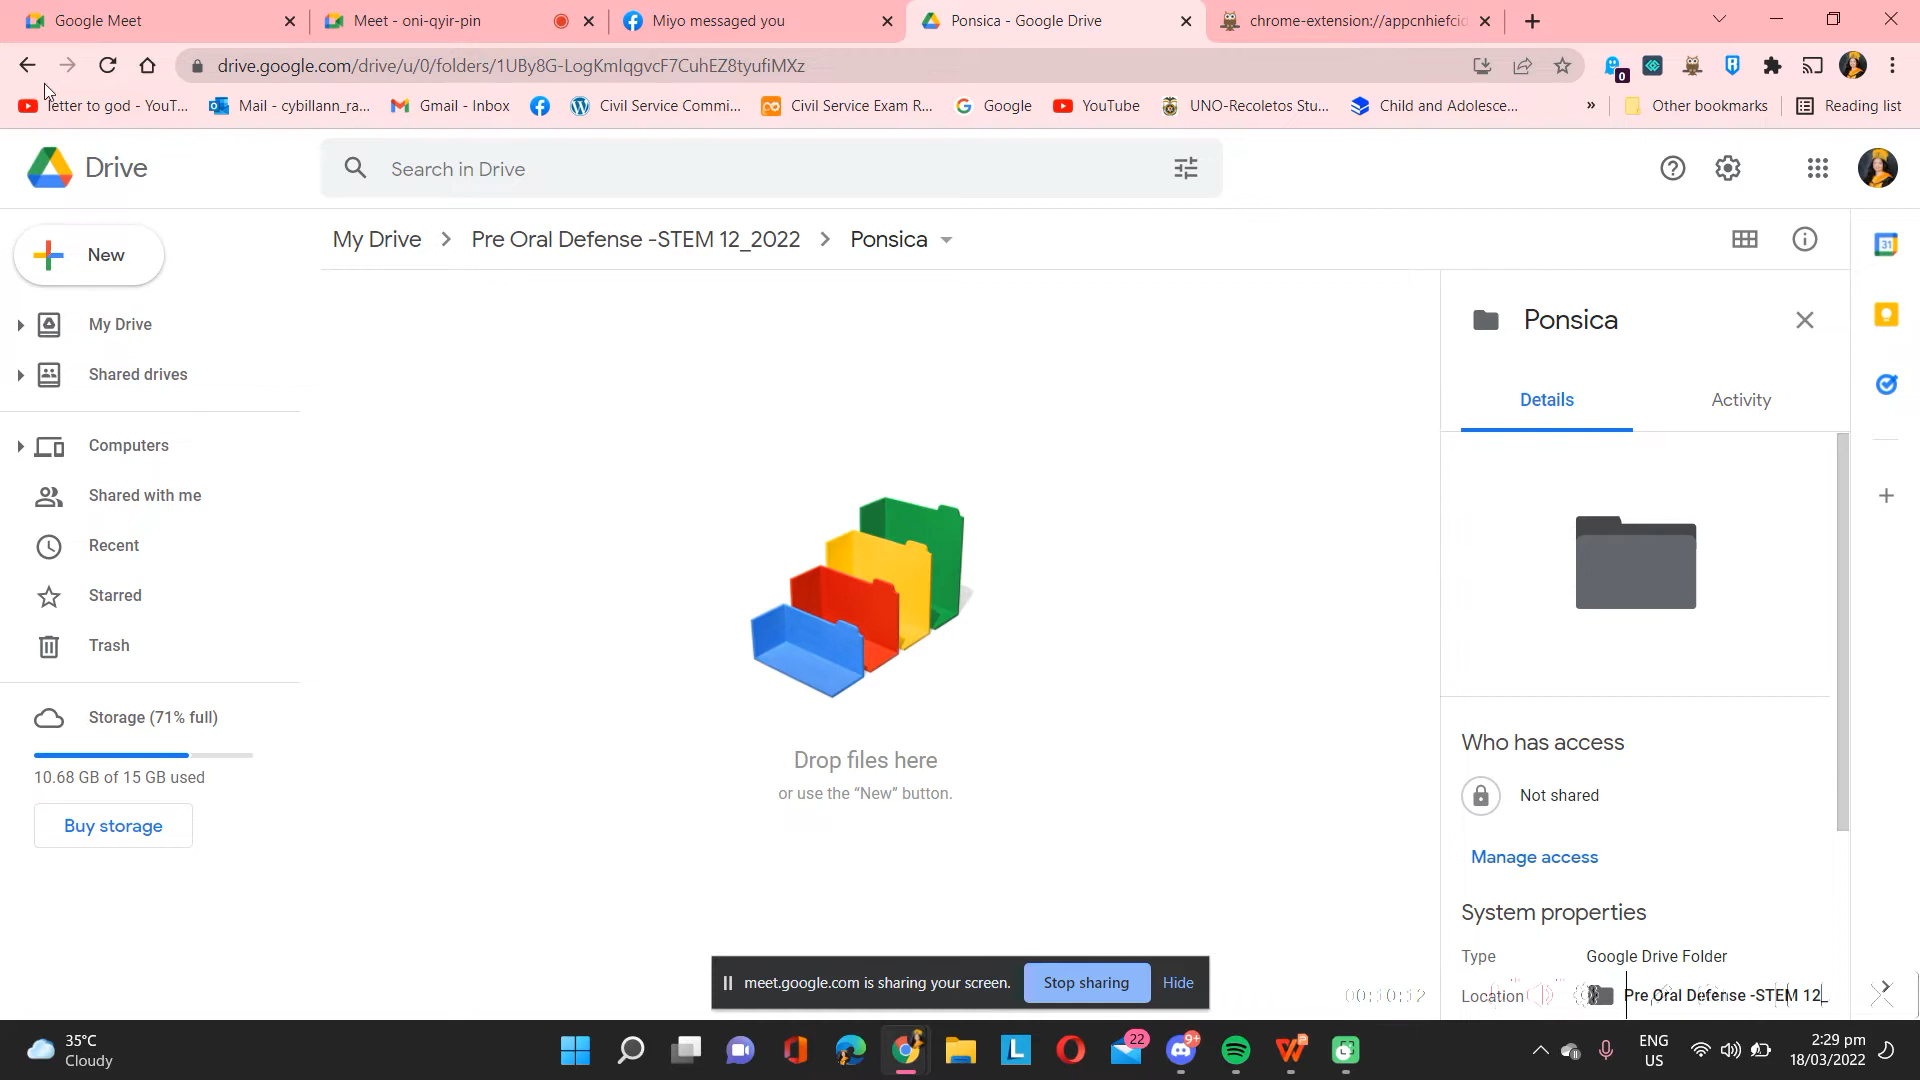 Google Meet
Meet - oni-qyir-pin
Miyo messaged you
Ponsica - Google Drive
chrome-extension://appcnhiefcid
drive.google.com/drive/u/0/folders/1UBy8G-LogKmIqgvcF7CuhEZ8tyufiMXz
0
letter to god - YouT...
Mail - cybillann_ra...
Gmail - Inbox
Civil Service Commi...
Civil Service Exam R...
Google
YouTube
UNO-Recoletos Stu...
Child and Adolesce...
»
Other bookmarks
Reading list
Drive
Search in Drive
New
My Drive
Pre Oral Defense -STEM 12_2022
Ponsica
31
My Drive
Shared drives
Computers
Shared with me
Recent
Starred
Trash
Storage (71% full)
10.68 GB of 15 GB used
Buy storage
Drop files here
or use the “New” button.
Ponsica
Details
Activity
Who has access
Not shared
Manage access
System properties
Type
Google Drive Folder
Location
Pre Oral Defense -STEM 12_
meet.google.com is sharing your screen.
Stop sharing
Hide
00:10:12
35°C
Cloudy
L
22
9+
ENG
US
2:29 pm
18/03/2022